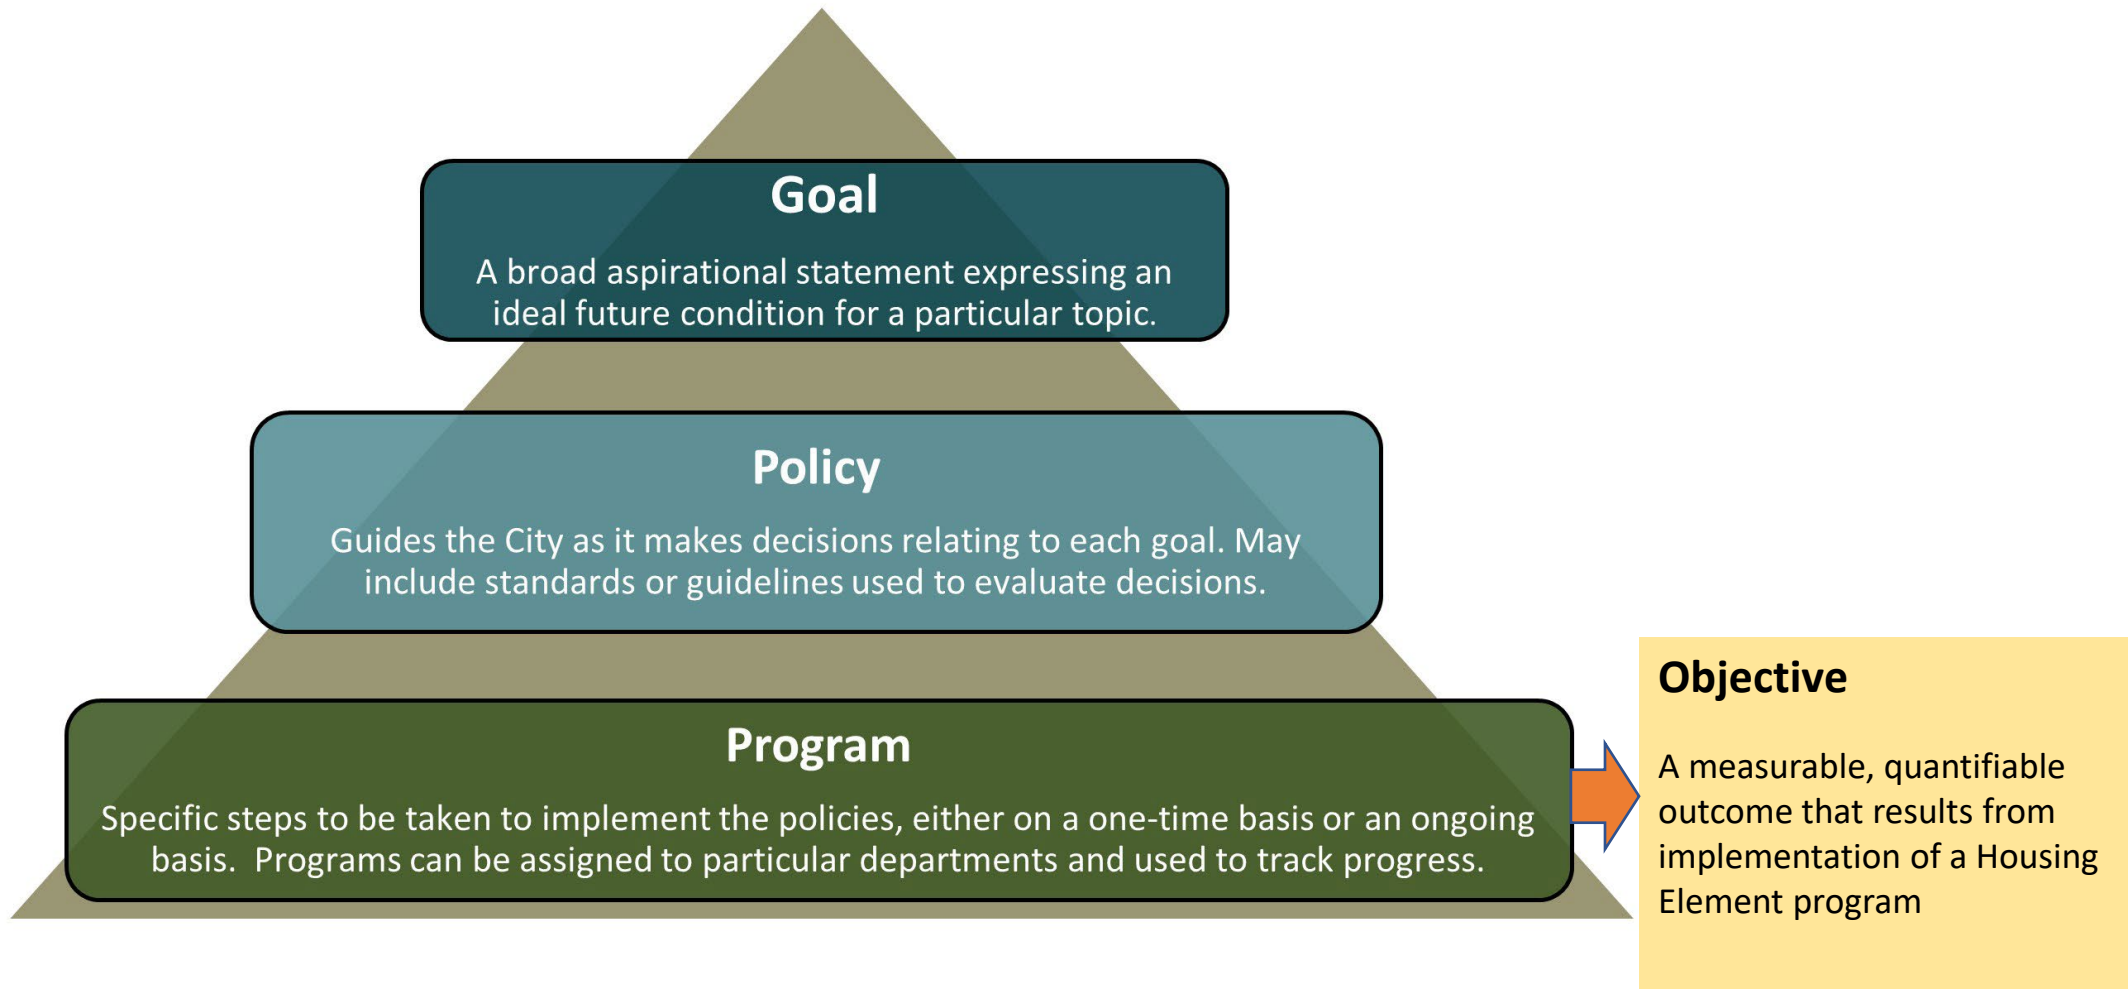 Goal
A broad aspirational statement expressing an
ideal future condition for a particular topic.
Policy
Guides the City as it makes decisions relating to each goal. May
include standards or guidelines used to evaluate decisions.
Program
Specific steps to be taken to implement the policies, either on a one-time basis or an ongoing
basis.  Programs can be assigned to particular departments and used to track progress.
Objective
A measurable, quantifiable
outcome that results from
implementation of a Housing
Element program